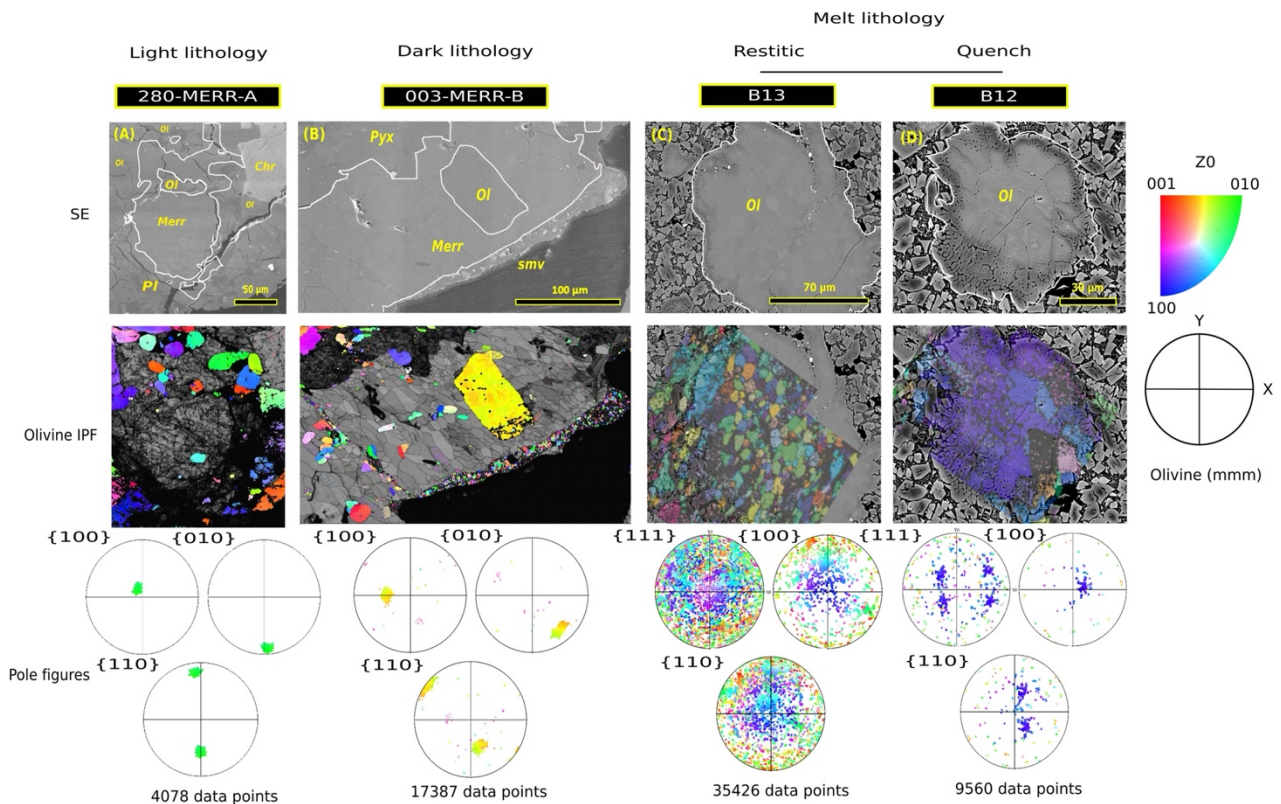 Melt lithology
Light lithology
Dark lithology
Restitic
Quench
280-MERR-A
003-MERR-B
B13
B12
SE
(A)
Ol
Ol
Ol
Chr
Ol
Merr
Pl
50 µm
(B)
Pyx
Ol
Merr
smv
100 µm
(C)
Ol
70 µm
(D)
Ol
30 µm
Z0
001
010
100
Y
X
Olivine (mmm)
Olivine IPF
Pole figures
{100}
{010}
{110}
4078 data points
{100}
{010}
{110}
17387 data points
{111}
{100}
{110}
35426 data points
{111}
{100}
{110}
9560 data points